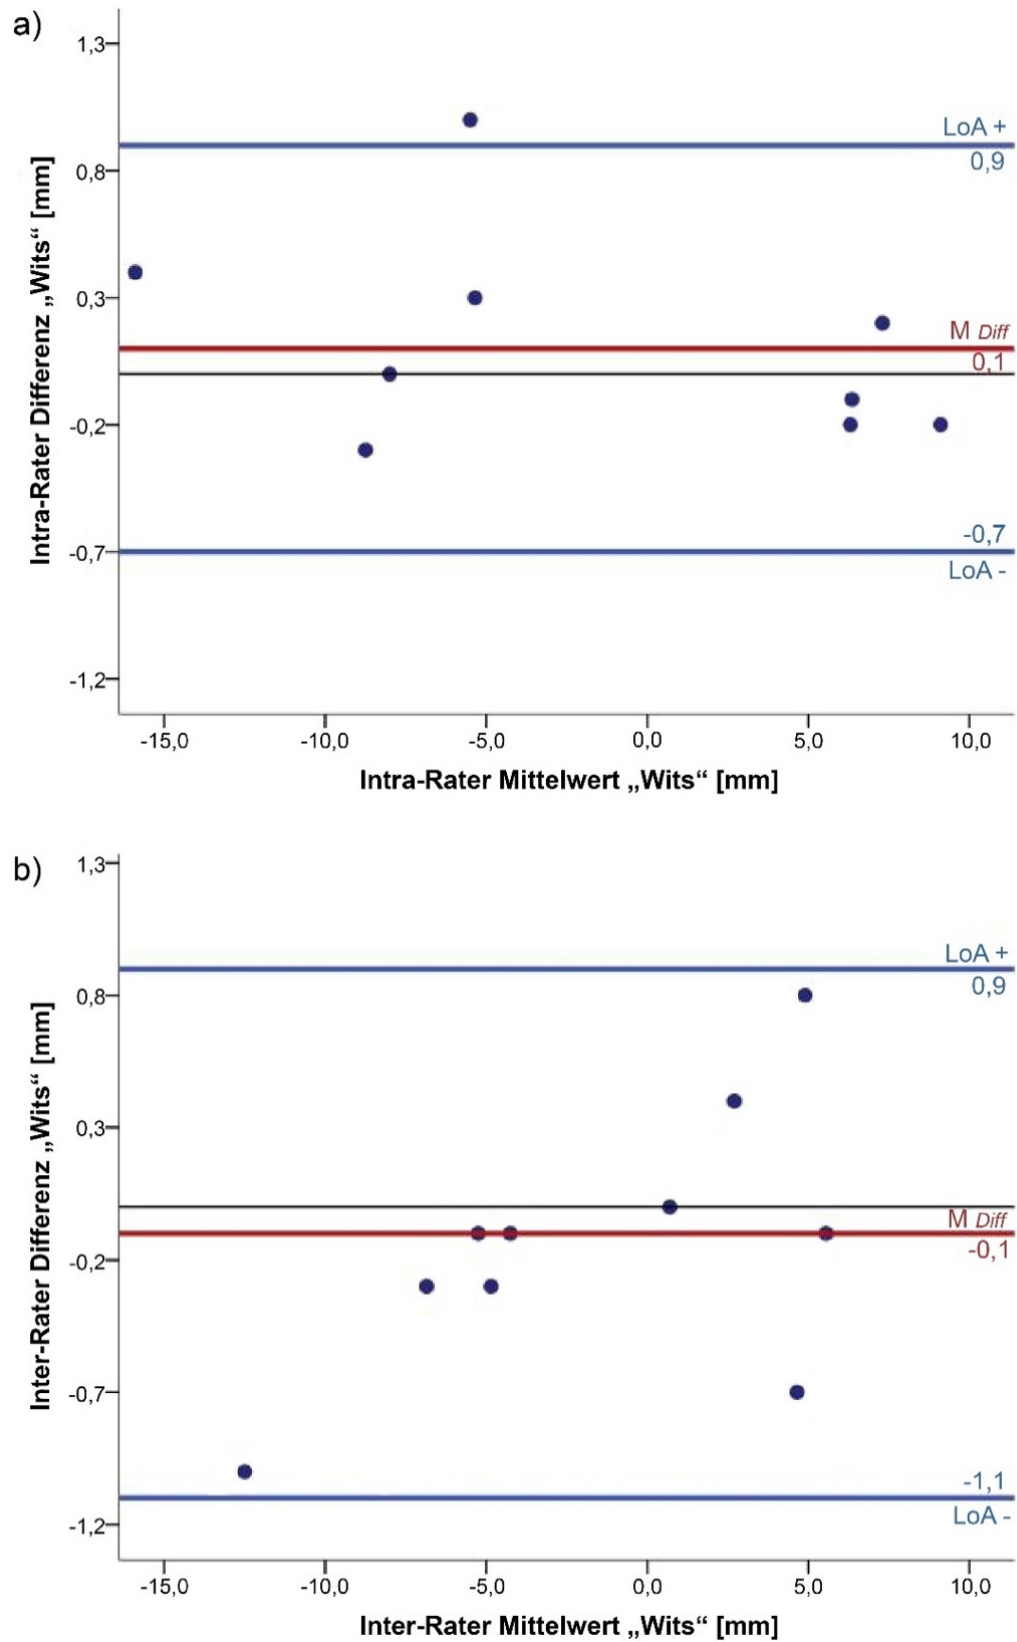 a)
1,3
0,8
0,3
-0,2
-0,7
-1,2
Intra-Rater Differenz „Wits“ [mm]
LoA +
0,9
M Diff
0,1
-0,7
LoA -
-15,0 -10,0 -5,0 0,0 5,0 10,0
Intra-Rater Mittelwert „Wits“ [mm]
b)
1,3
0,8
0,3
-0,2
-0,7
-1,2
Inter-Rater Differenz „Wits“ [mm]
LoA +
0,9
M Diff
-0,1
-1,1
LoA -
-15,0 -10,0 -5,0 0,0 5,0 10,0
Inter-Rater Mittelwert „Wits“ [mm]